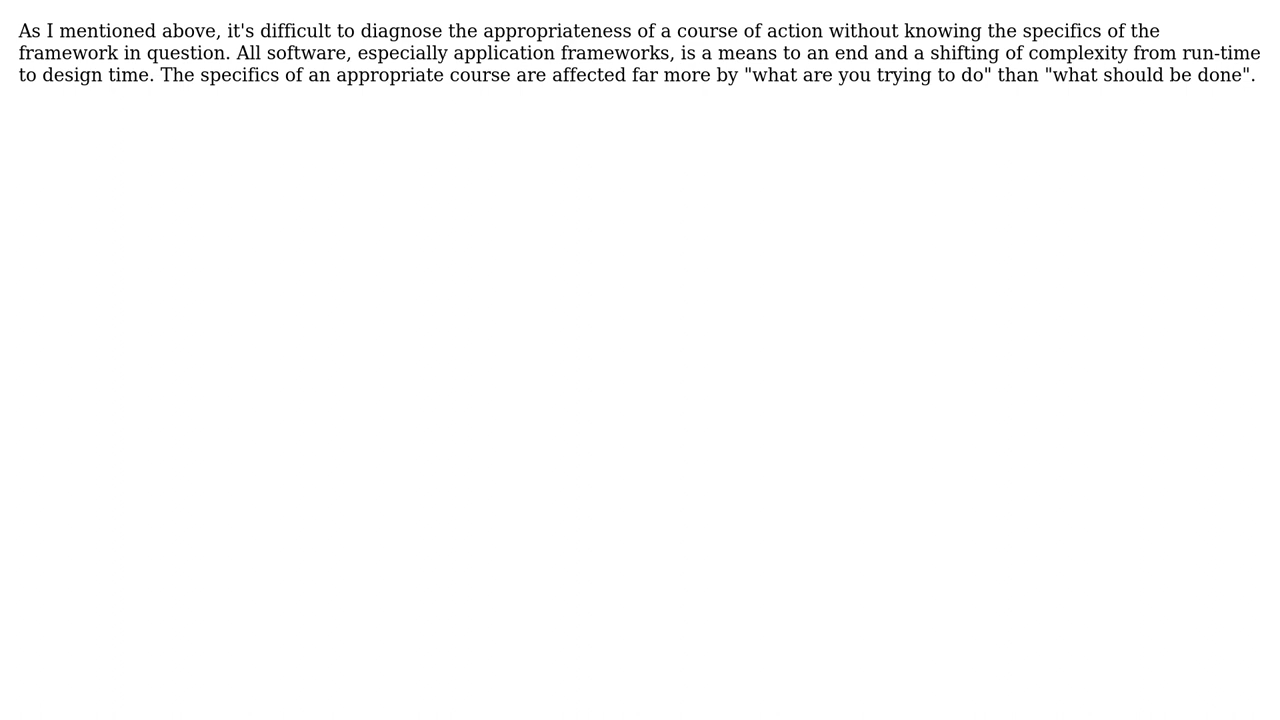 As I mentioned above, it's difficult to diagnose the appropriateness of a course of action without knowing the specifics of the
framework in question. All software, especially application frameworks, is a means to an end and a shifting of complexity from run-time
to design time. The specifics of an appropriate course are affected far more by "what are you trying to do" than "what should be done".